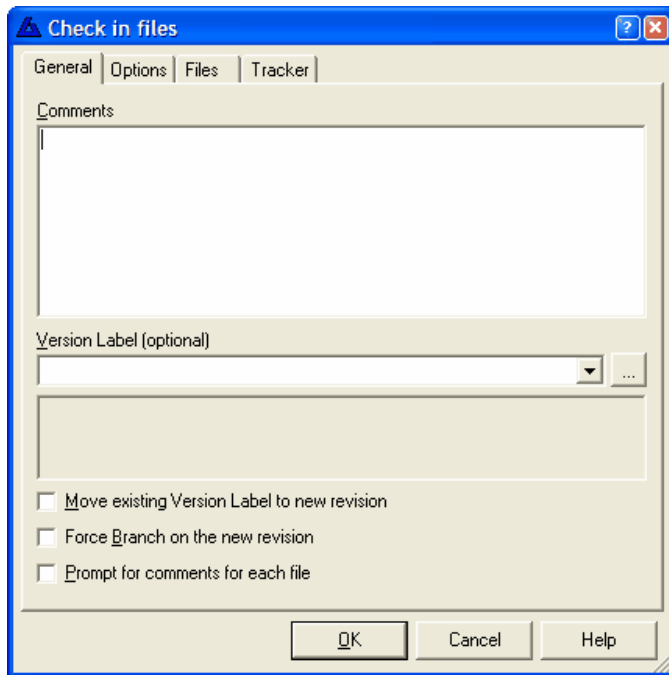 Check in files
General Options Files Tracker
Comments
Version Label (optional)
...
Move existing Version Label to new revision
Force Branch on the new revision
Prompt for comments for each file
OK Cancel Help